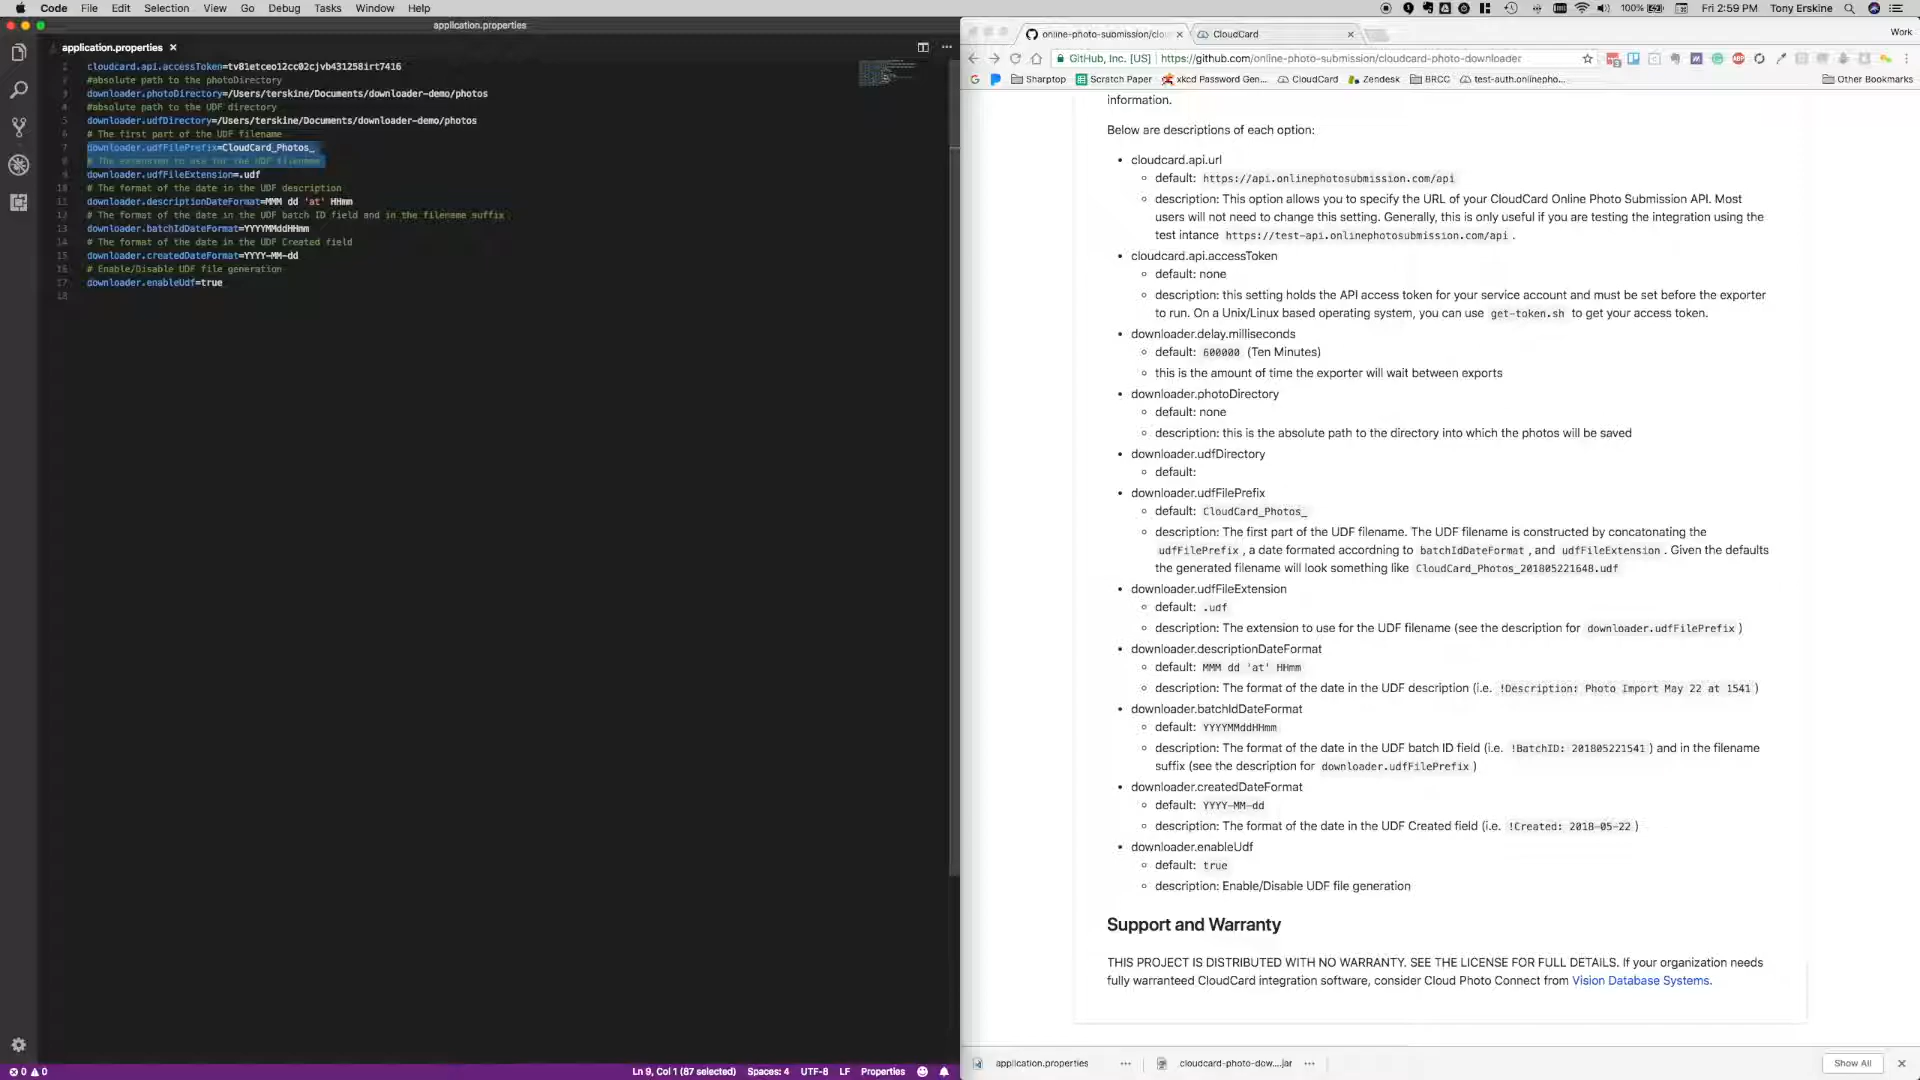 Code File Edit Selection View Go Debug Tasks Window Help
100% Fri 2:59 PM Tony Erskine
application.properties
application.properties
1 cloudcard.api.accessToken=tv81etceo12cc02cjvb431258irt7416
2 #absolute path to the photoDirectory
3 downloader.photoDirectory=/Users/terskine/Documents/downloader-demo/photos
4 #absolute path to the UDF directory
5 downloader.udfDirectory=/Users/terskine/Documents/downloader-demo/photos
6 # The first part of the UDF filename
7 downloader.udfFilePrefix=CloudCard_Photos_
8 # The extension to use for the UDF filename
9 downloader.udfFileExtension=.udf
10 # The format of the date in the UDF description
11 downloader.descriptionDateFormat=MMM dd 'at' HHmm
12 # The format of the date in the UDF batch ID field and in the filename suffix
13 downloader.batchIdDateFormat=YYYYMMddHHmm
14 # The format of the date in the UDF Created field
15 downloader.createdDateFormat=YYYY-MM-dd
16 # Enable/Disable UDF file generation
17 downloader.enableUdf=true
18
0 0 Ln 9, Col 1 (87 selected) Spaces: 4 UTF-8 LF Properties
online-photo-submission/clou CloudCard Work
GitHub, Inc. [US] https://github.com/online-photo-submission/cloudcard-photo-downloader
Sharptop Scratch Paper xkcd Password Gen... CloudCard Zendesk BRCC test-auth.onlinepho... Other Bookmarks
information.
Below are descriptions of each option:
cloudcard.api.url
default: https://api.onlinephotosubmission.com/api
description: This option allows you to specify the URL of your CloudCard Online Photo Submission API. Most
users will not need to change this setting. Generally, this is only useful if you are testing the integration using the
test intance https://test-api.onlinephotosubmission.com/api .
cloudcard.api.accessToken
default: none
description: this setting holds the API access token for your service account and must be set before the exporter
to run. On a Unix/Linux based operating system, you can use get-token.sh to get your access token.
downloader.delay.milliseconds
default: 600000 (Ten Minutes)
this is the amount of time the exporter will wait between exports
downloader.photoDirectory
default: none
description: this is the absolute path to the directory into which the photos will be saved
downloader.udfDirectory
default:
downloader.udfFilePrefix
default: CloudCard_Photos_
description: The first part of the UDF filename. The UDF filename is constructed by concatonating the
udfFilePrefix , a date formated accordning to batchIdDateFormat , and udfFileExtension . Given the defaults
the generated filename will look something like CloudCard_Photos_201805221648.udf
downloader.udfFileExtension
default: .udf
description: The extension to use for the UDF filename (see the description for downloader.udfFilePrefix )
downloader.descriptionDateFormat
default: MMM dd 'at' HHmm
description: The format of the date in the UDF description (i.e. !Description: Photo Import May 22 at 1541 )
downloader.batchIdDateFormat
default: YYYYMMddHHmm
description: The format of the date in the UDF batch ID field (i.e. !BatchID: 201805221541 ) and in the filename
suffix (see the description for downloader.udfFilePrefix )
downloader.createdDateFormat
default: YYYY-MM-dd
description: The format of the date in the UDF Created field (i.e. !Created: 2018-05-22 )
downloader.enableUdf
default: true
description: Enable/Disable UDF file generation
Support and Warranty
THIS PROJECT IS DISTRIBUTED WITH NO WARRANTY. SEE THE LICENSE FOR FULL DETAILS. If your organization needs
fully warranteed CloudCard integration software, consider Cloud Photo Connect from Vision Database Systems.
application.properties cloudcard-photo-dow....jar Show All